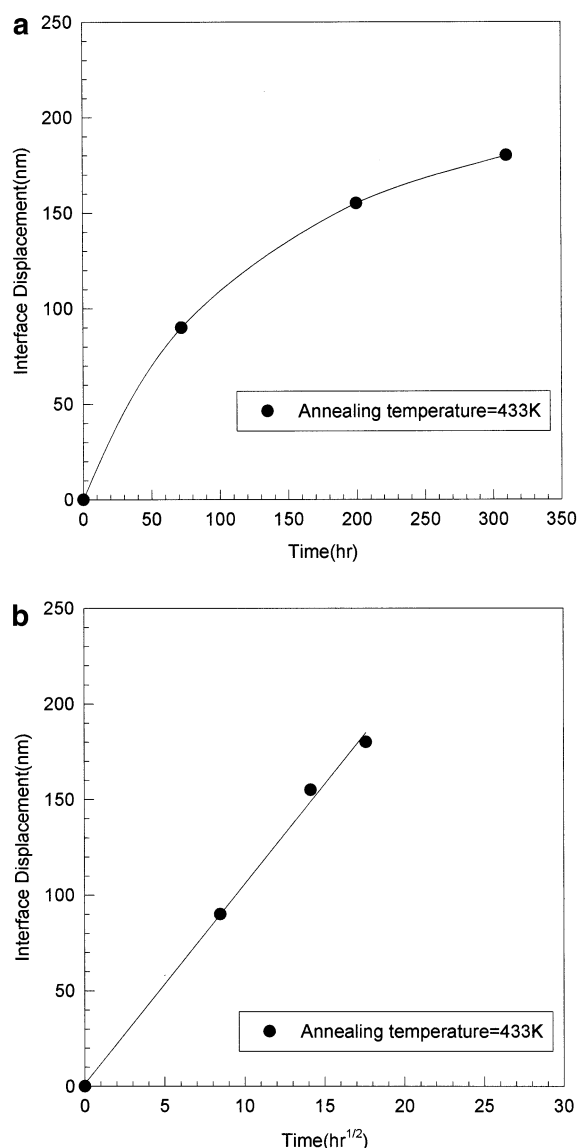 a
250
200
150
100
50
0
Interface Displacement(nm)
Annealing temperature=433K
0 50 100 150 200 250 300 350
Time(hr)
b
250
200
150
100
50
0
Interface Displacement(nm)
Annealing temperature=433K
0 5 10 15 20 25 30
Time(hr^1/2)